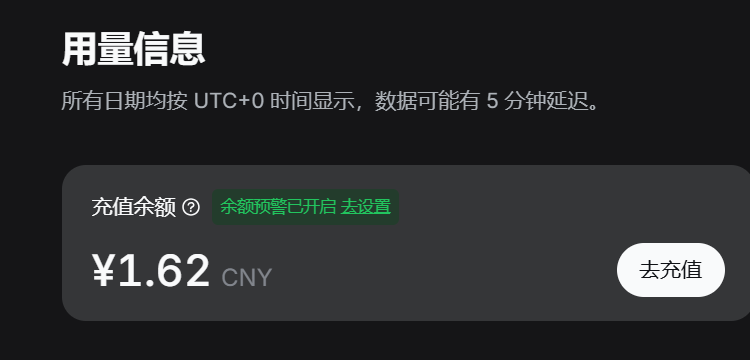 用量信息
所有日期均按 UTC+0 时间显示，数据可能有 5 分钟延迟。
充值余额 余额预警已开启 去设置
¥1.62 CNY 去充值